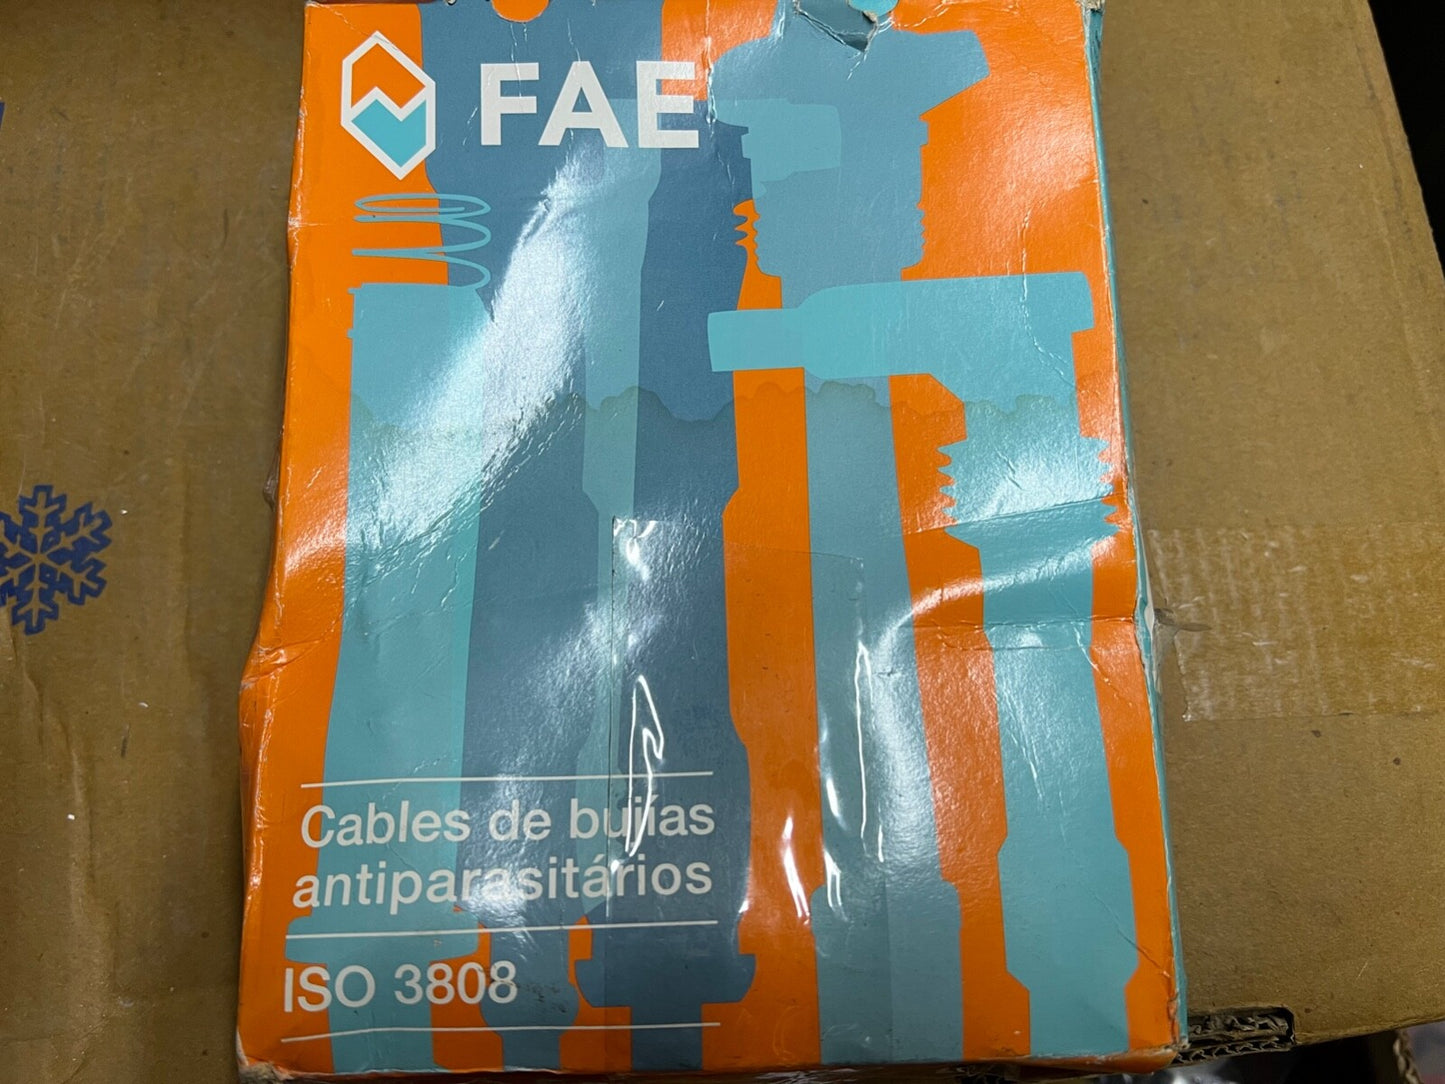 FAE
Cables de bujías
antiparasitários
ISO 3808